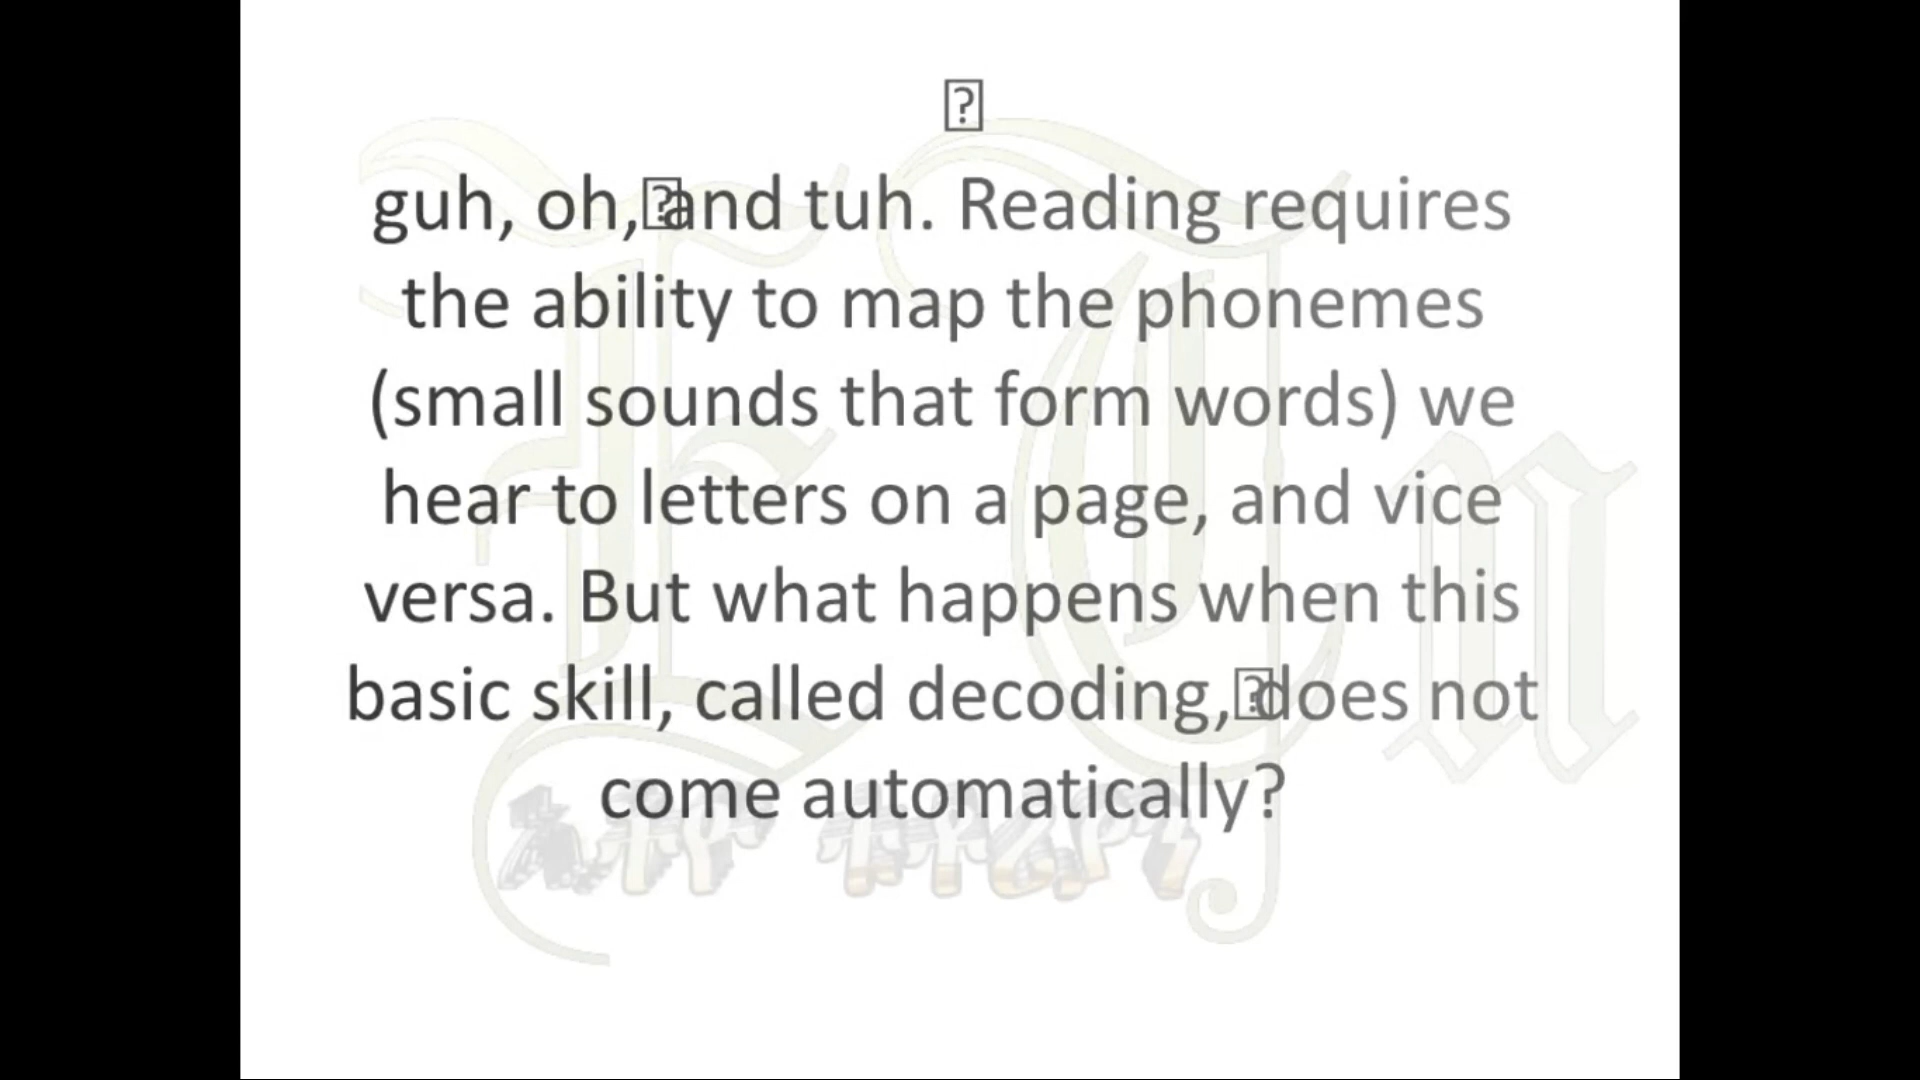 guh, oh, and tuh. Reading requires
the ability to map the phonemes
(small sounds that form words) we
hear to letters on a page, and vice
versa. But what happens when this
basic skill, called decoding, does not
come automatically?